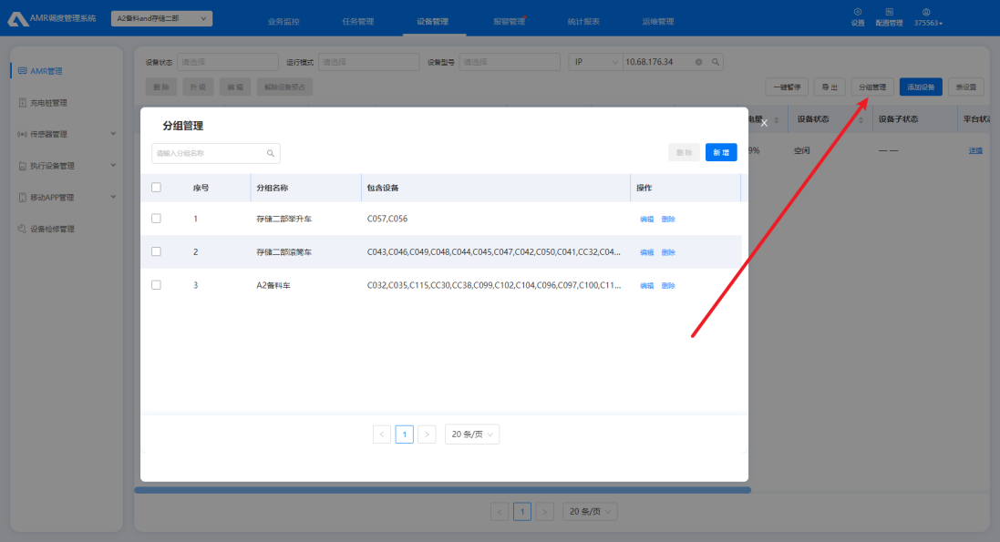 AMR调度管理系统 A2备料and存储二部 业务监控 任务管理 设备管理 报警管理 统计报表 运维管理 设置 配置管理 375563
AMR管理
充电桩管理
传感器管理
执行设备管理
移动APP管理
设备检修管理
设备状态 请选择 运行模式 请选择 设备型号 请选择 IP 10.68.176.34
删 除 升 级 编 辑 解除设备预占 一键暂停 导 出 分组管理 添加设备 表设置
电量 设备状态 设备子状态 平台状态
9% 空闲 — — 详情
分组管理
请输入分组名称 删 除 新 增
序号 分组名称 包含设备 操作
1 存储二部举升车 C057,C056 编辑 删除
2 存储二部滚筒车 C043,C046,C049,C048,C044,C045,C047,C042,C050,C041,CC32,C04... 编辑 删除
3 A2备料车 C032,C035,C115,CC30,CC38,C099,C102,C104,C096,C097,C100,C11... 编辑 删除
< 1 > 20 条/页
< 1 > 20 条/页